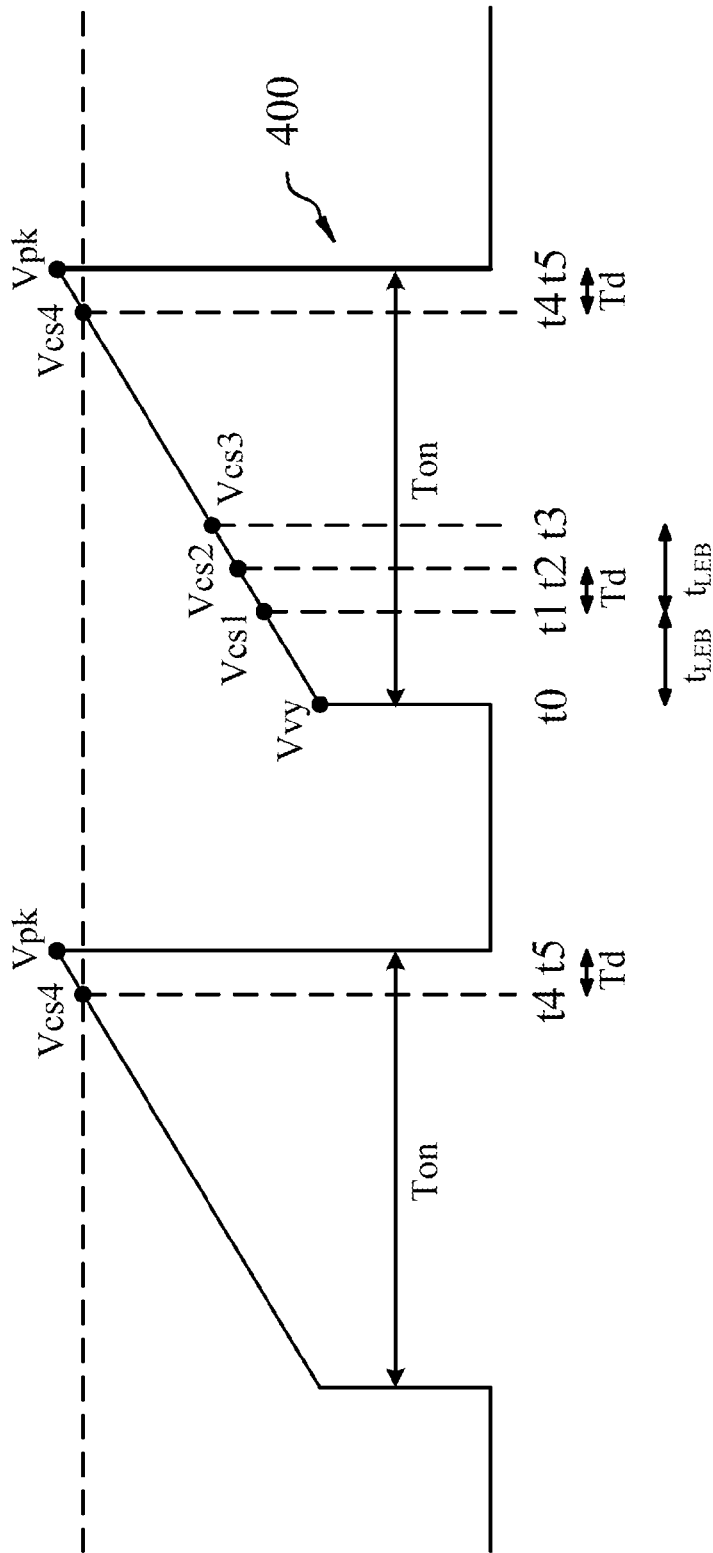 Vcs4
Vpk
Vvy
Vcs1
Vcs2
Vcs3
Vcs4
Vpk
400
Ton
Ton
t4
t5
t0
t1
t2
t3
t4
t5
Td
Td
Td
tLEB
tLEB